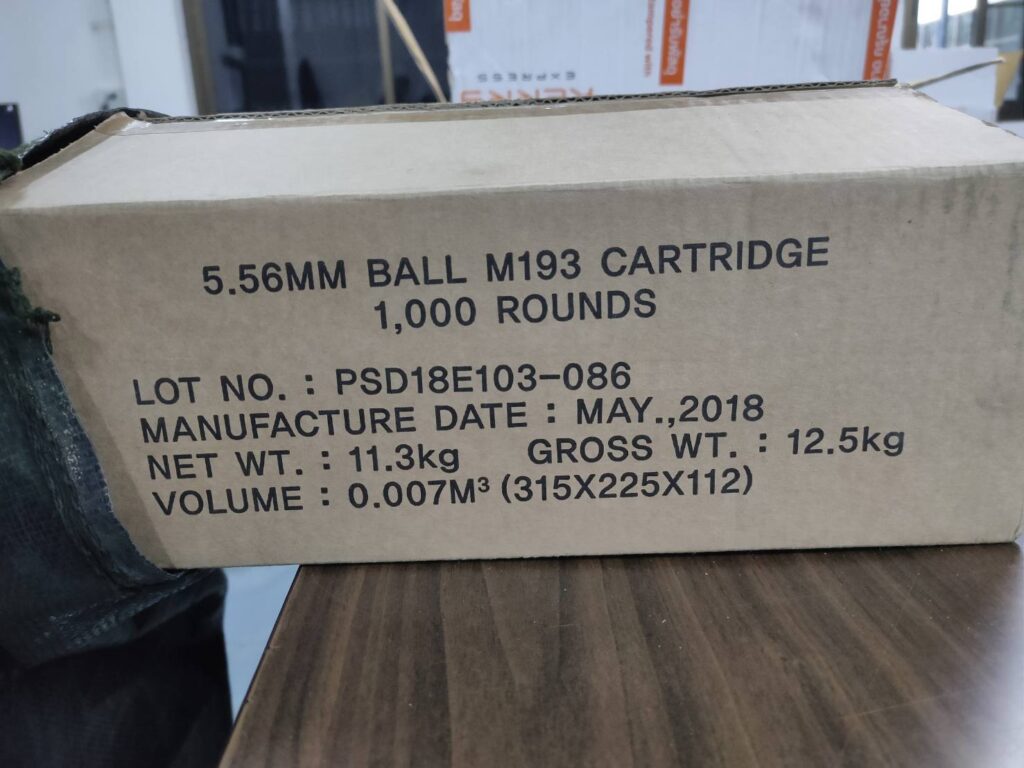 EXPRESS
5.56MM BALL M193 CARTRIDGE
1,000 ROUNDS
LOT NO. : PSD18E103-086
MANUFACTURE DATE : MAY.,2018
NET WT. : 11.3kg GROSS WT. : 12.5kg
VOLUME : 0.007M³ (315X225X112)